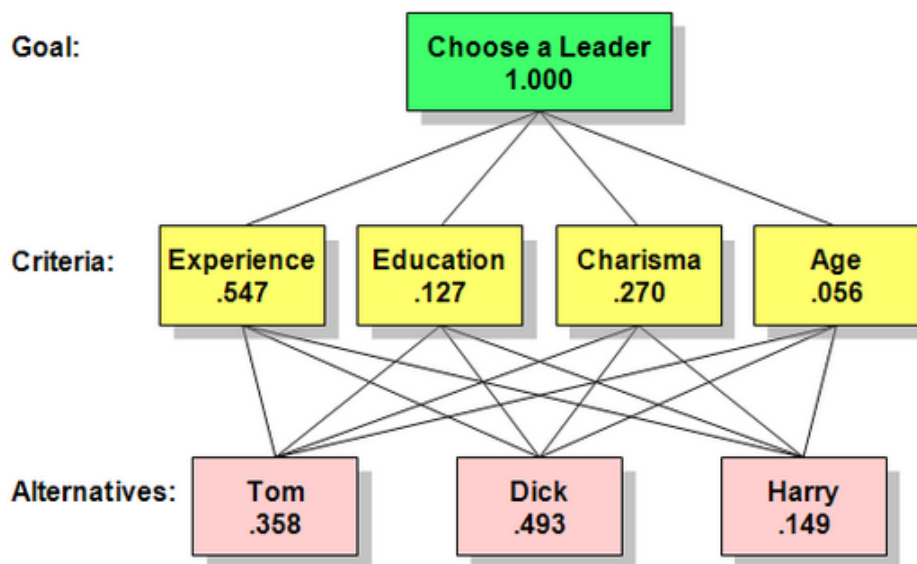 Goal:
Choose a Leader
1.000
Criteria:
Experience
.547
Education
.127
Charisma
.270
Age
.056
Alternatives:
Tom
.358
Dick
.493
Harry
.149